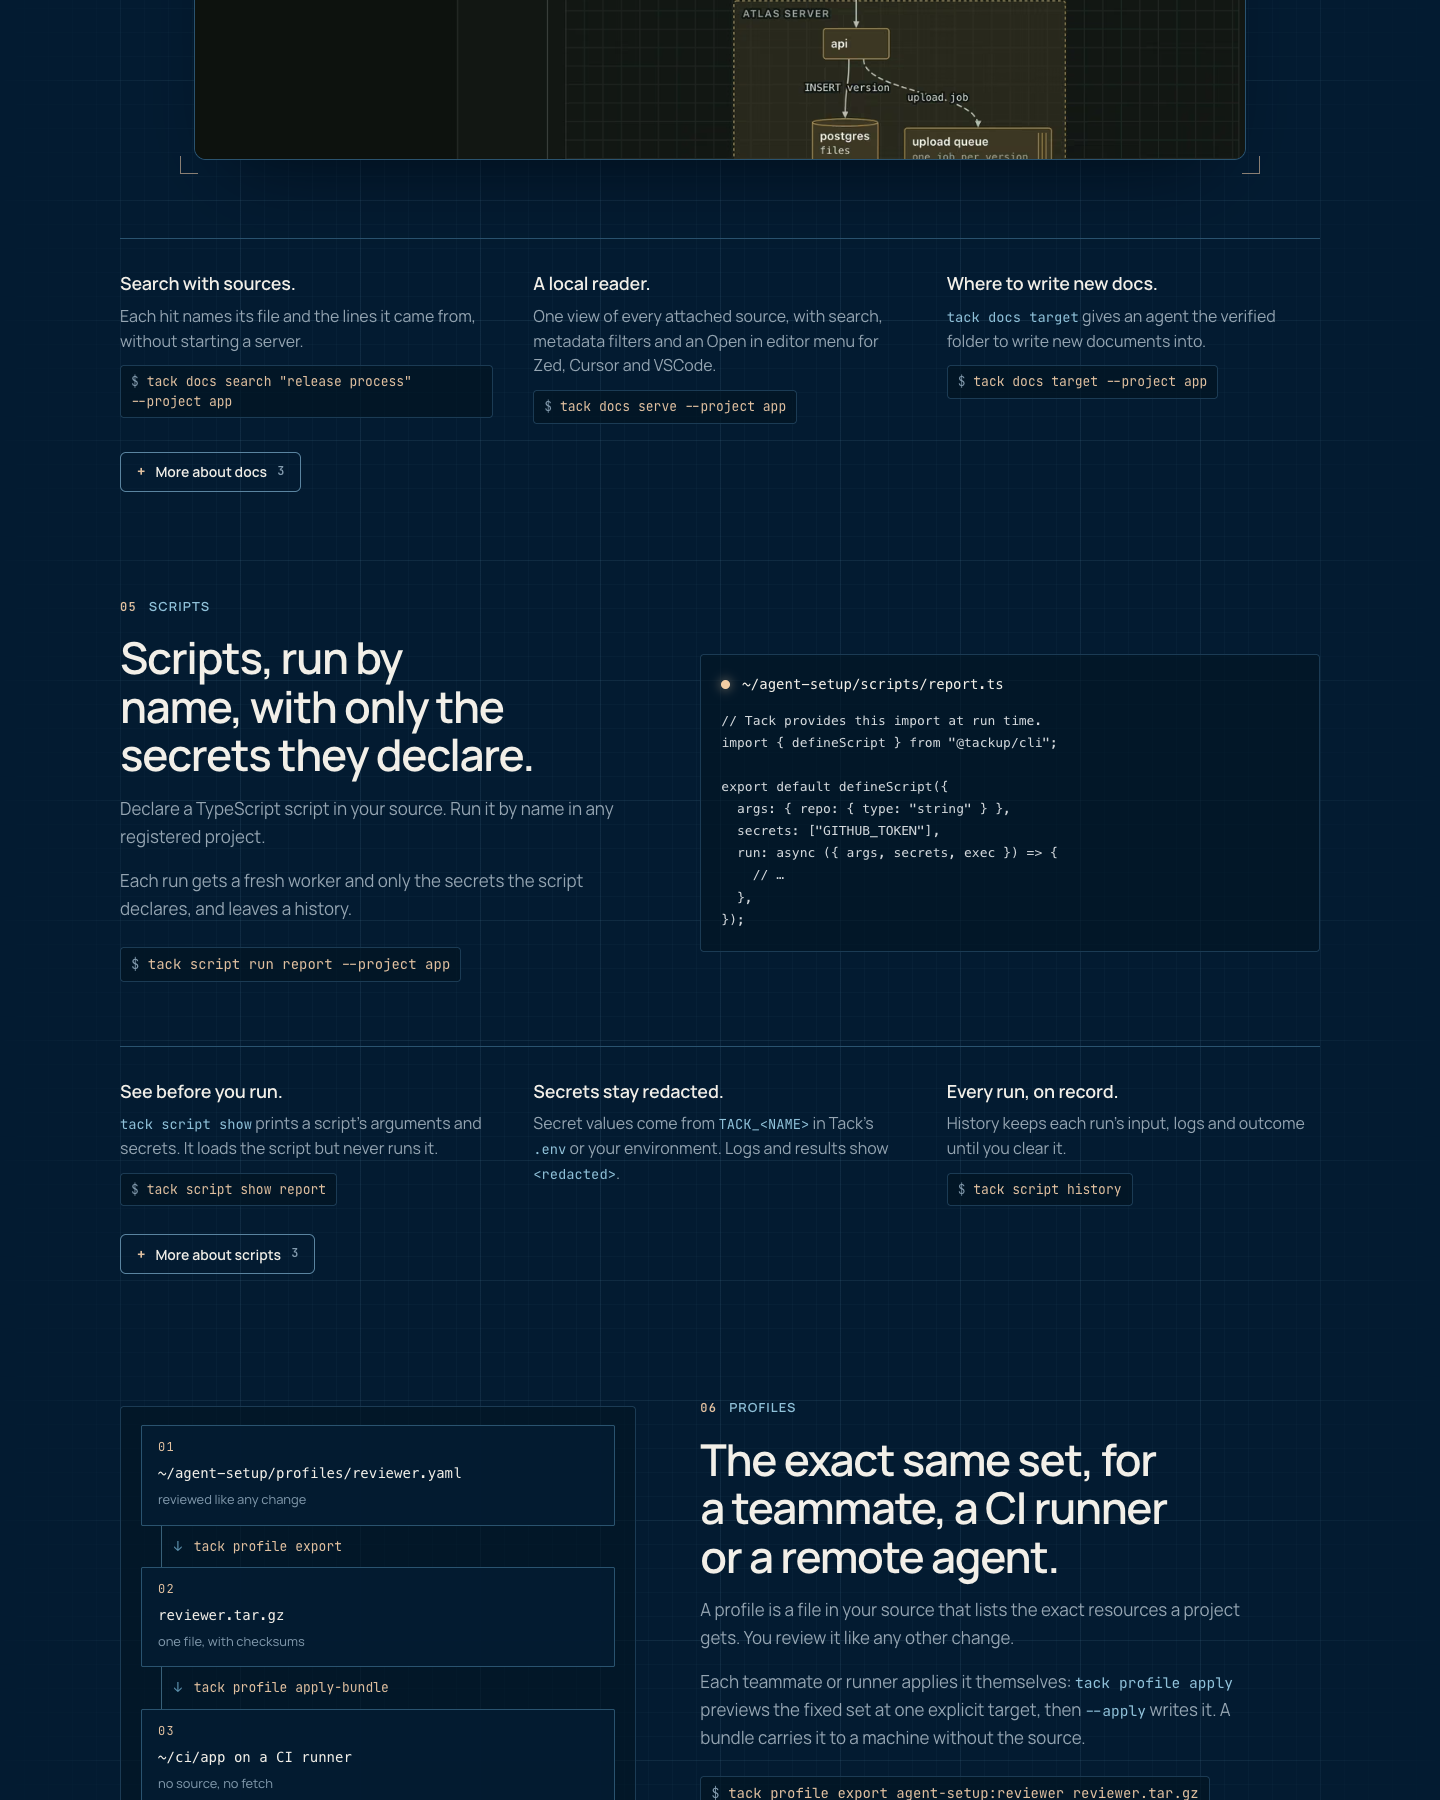 ATLAS SERVER
api
INSERT version
upload.job
postgres
files
upload queue
one job per version
Search with sources.
Each hit names its file and the lines it came from,
without starting a server.
$ tack docs search "release process"
--project app
A local reader.
One view of every attached source, with search,
metadata filters and an Open in editor menu for
Zed, Cursor and VSCode.
$ tack docs serve --project app
Where to write new docs.
tack docs target gives an agent the verified
folder to write new documents into.
$ tack docs target --project app
+ More about docs 3
05 SCRIPTS
Scripts, run by
name, with only the
secrets they declare.
Declare a TypeScript script in your source. Run it by name in any
registered project.
Each run gets a fresh worker and only the secrets the script
declares, and leaves a history.
$ tack script run report --project app
~/agent-setup/scripts/report.ts
// Tack provides this import at run time.
import { defineScript } from "@tackup/cli";
export default defineScript({
  args: { repo: { type: "string" } },
  secrets: ["GITHUB_TOKEN"],
  run: async ({ args, secrets, exec }) => {
    // …
  },
});
See before you run.
tack script show prints a script's arguments and
secrets. It loads the script but never runs it.
$ tack script show report
Secrets stay redacted.
Secret values come from TACK_<NAME> in Tack's
.env or your environment. Logs and results show
<redacted>.
Every run, on record.
History keeps each run's input, logs and outcome
until you clear it.
$ tack script history
+ More about scripts 3
01
~/agent-setup/profiles/reviewer.yaml
reviewed like any change
↓ tack profile export
02
reviewer.tar.gz
one file, with checksums
↓ tack profile apply-bundle
03
~/ci/app on a CI runner
no source, no fetch
06 PROFILES
The exact same set, for
a teammate, a CI runner
or a remote agent.
A profile is a file in your source that lists the exact resources a project
gets. You review it like any other change.
Each teammate or runner applies it themselves: tack profile apply
previews the fixed set at one explicit target, then --apply writes it. A
bundle carries it to a machine without the source.
$ tack profile export agent-setup:reviewer reviewer.tar.gz